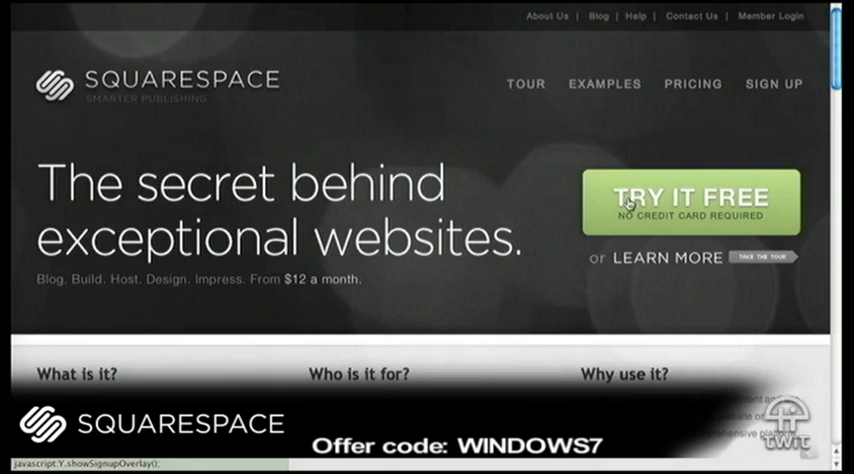 About Us | Blog | Help | Contact Us | Member Login
SQUARESPACE
SMARTER PUBLISHING
TOUR EXAMPLES PRICING SIGN UP
The secret behind
exceptional websites.
TRY IT FREE
NO CREDIT CARD REQUIRED
or LEARN MORE TAKE THE TOUR
Blog. Build. Host. Design. Impress. From $12 a month.
What is it? Who is it for? Why use it?
SQUARESPACE
Offer code: WINDOWS7
twit
javascript:Y.showSignupOverlay();